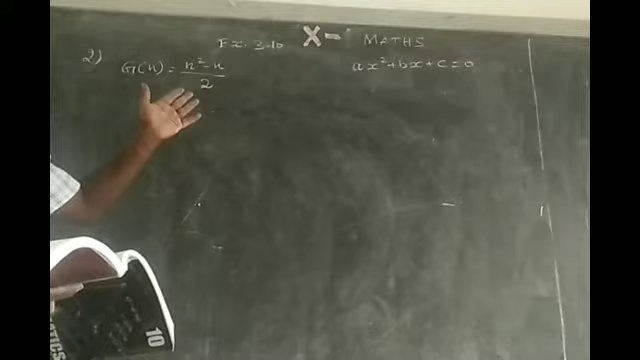 Ex. 3.10 X - MATHS
2) G(n) = n² - n / 2
ax² + bx + c = 0
10